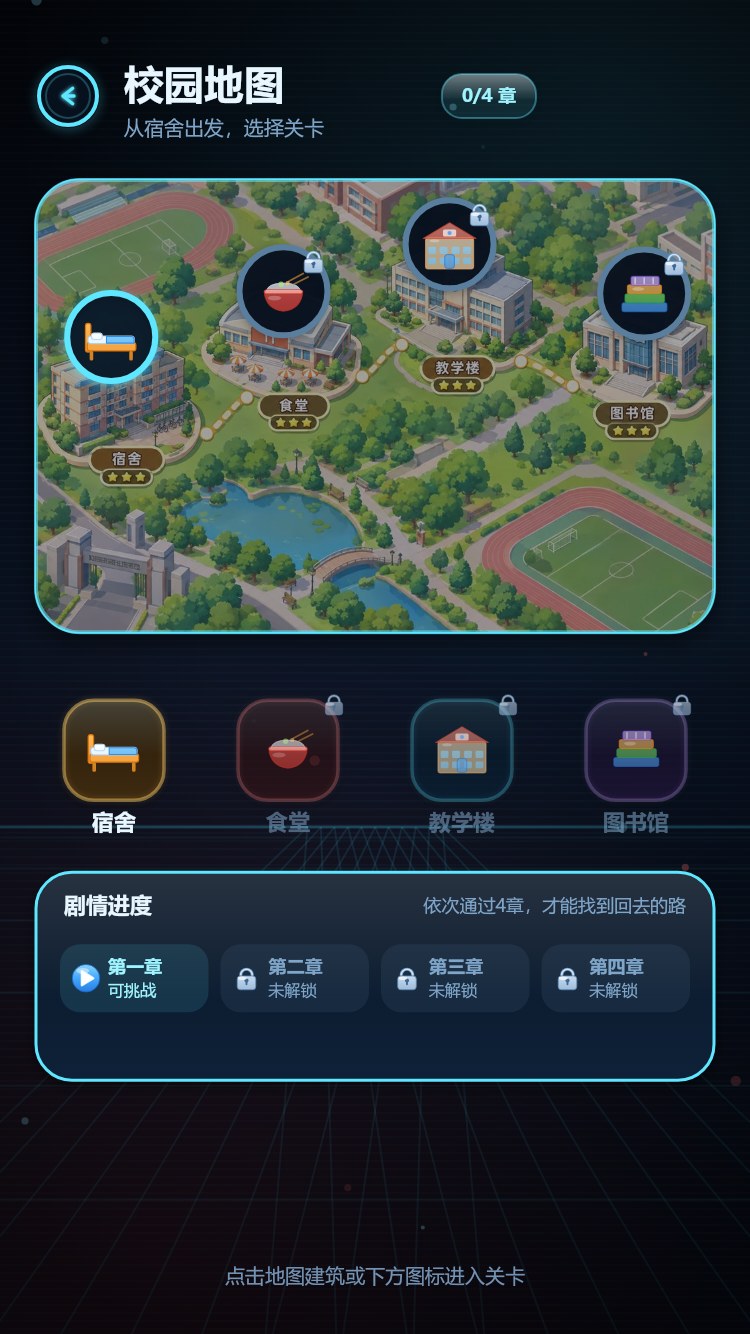 校园地图
从宿舍出发，选择关卡
0/4 章
教学楼
食堂
图书馆
宿舍
宿舍
食堂
教学楼
图书馆
剧情进度
依次通过4章，才能找到回去的路
第一章
可挑战
第二章
未解锁
第三章
未解锁
第四章
未解锁
点击地图建筑或下方图标进入关卡